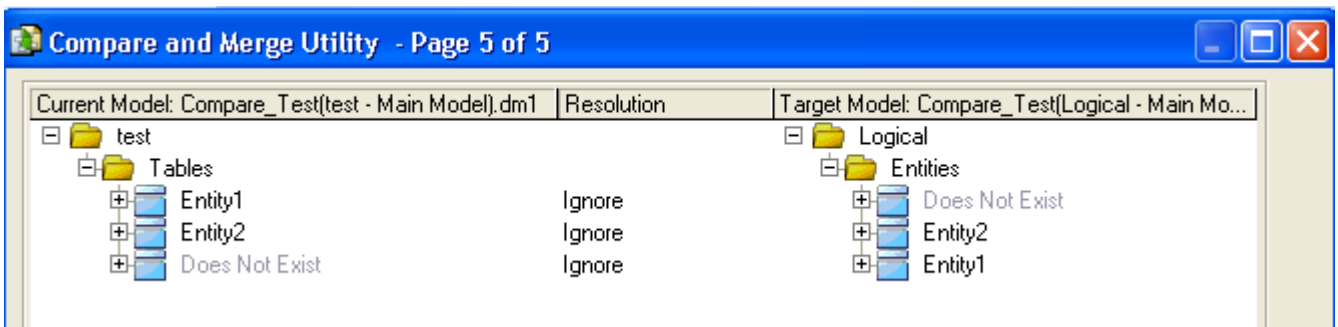 Compare and Merge Utility - Page 5 of 5
Current Model: Compare_Test(test - Main Model).dm1 Resolution Target Model: Compare_Test(Logical - Main Mo...
test Logical
Tables Entities
Entity1 Ignore Does Not Exist
Entity2 Ignore Entity2
Does Not Exist Ignore Entity1